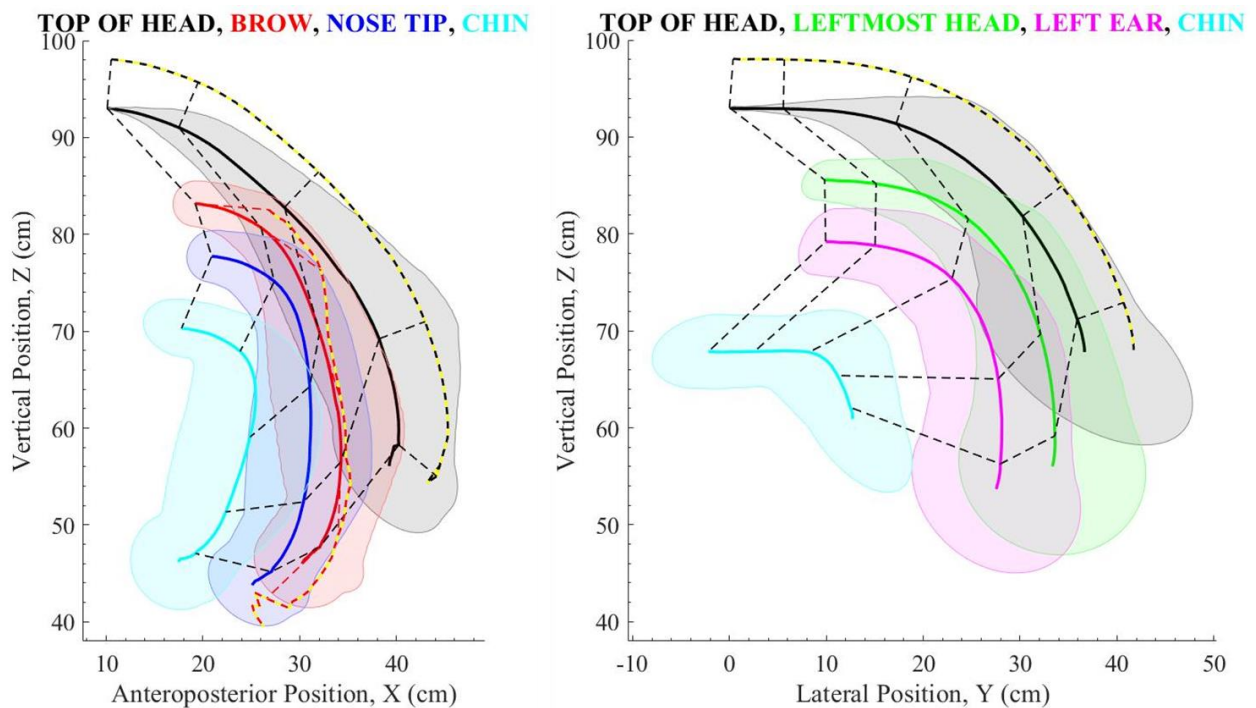 TOP OF HEAD, BROW, NOSE TIP, CHIN
100
90
80
70
60
50
40
Vertical Position, Z (cm)
10 20 30 40
Anteroposterior Position, X (cm)
TOP OF HEAD, LEFTMOST HEAD, LEFT EAR, CHIN
100
90
80
70
60
50
40
Vertical Position, Z (cm)
-10 0 10 20 30 40 50
Lateral Position, Y (cm)